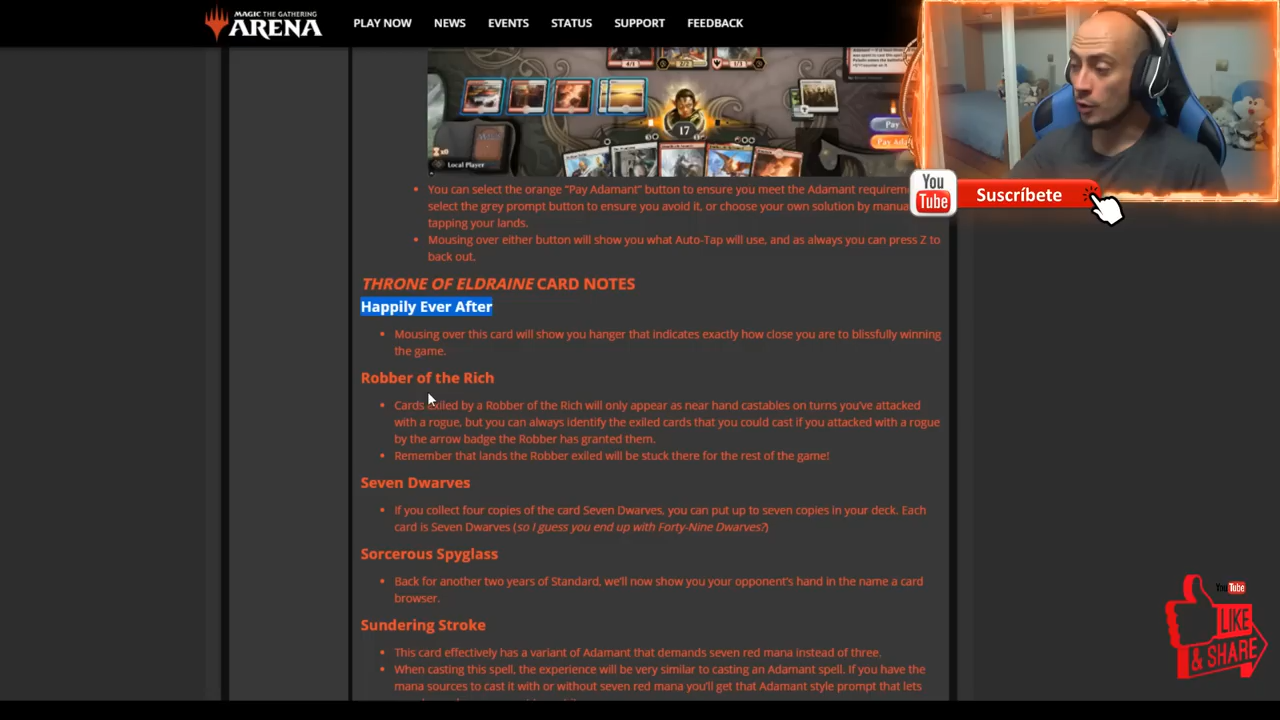 MAGIC THE GATHERING
ARENA
PLAY NOW
NEWS
EVENTS
STATUS
SUPPORT
FEEDBACK
4/3
2/2
1/3
17
Pay
Pay Ada
Local Player
You can select the orange “Pay Adamant” button to ensure you meet the Adamant
select the grey prompt button to ensure you avoid it, or choose your own solution by
tapping your lands.
Mousing over either button will show you what Auto-Tap will use, and as always you can press Z to
back out.
You
Tube
Suscríbete
THRONE OF ELDRAINE CARD NOTES
Happily Ever After
Mousing over this card will show you hanger that indicates exactly how close you are to blissfully winning
the game.
Robber of the Rich
Cards exiled by a Robber of the Rich will only appear as near hand castables on turns you’ve attacked
with a rogue, but you can always identify the exiled cards that you could cast if you attacked with a rogue
by the arrow badge the Robber has granted them.
Remember that lands the Robber exiled will be stuck there for the rest of the game!
Seven Dwarves
If you collect four copies of the card Seven Dwarves, you can put up to seven copies in your deck. Each
card is Seven Dwarves (so I guess you end up with Forty-Nine Dwarves?)
Sorcerous Spyglass
Back for another two years of Standard, we’ll now show you your opponent’s hand in the name a card
browser.
Sundering Stroke
This card effectively has a variant of Adamant that demands seven red mana instead of three.
When casting this spell, the experience will be very similar to casting an Adamant spell. If you have the
mana sources to cast it with or without seven red mana you’ll get that Adamant style prompt that lets
You Tube
LIKE
& SHARE